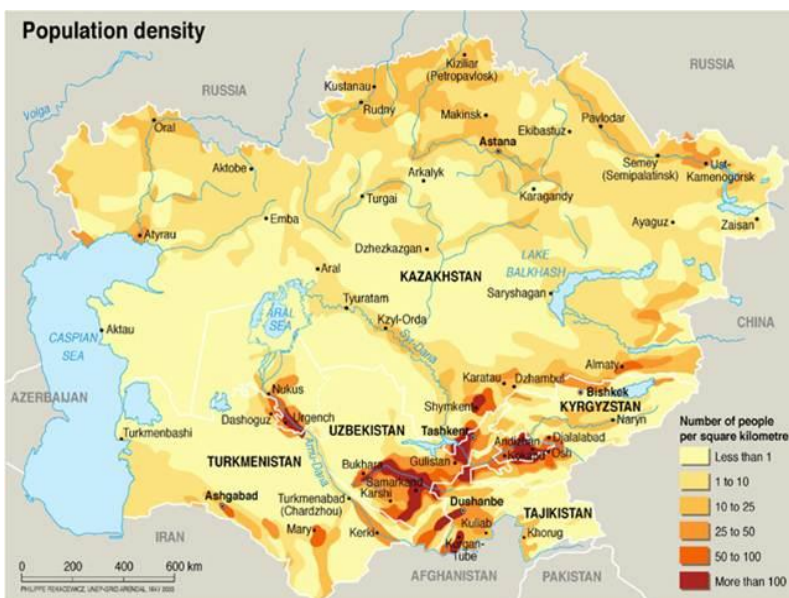 Population density
RUSSIA
RUSSIA
Volga
Kiziliar
(Petropavlosk)
Kustanau
Rudny
Makinsk
Pavlodar
Ekibastuz
Oral
Astana
Aktobe
Arkalyk
Semey
(Semipalatinsk)
Ust-
Kamenogorsk
Turgai
Karagandy
Emba
Ayaguz
Zaisan
Atyrau
Dzhezkazgan
LAKE
BALKHASH
Aral
KAZAKHSTAN
Tyuratam
Saryshagan
ARAL
SEA
CASPIAN
SEA
Kzyl-Orda
Syr-Daria
Aktau
CHINA
Almaty
AZERBAIJAN
Karatau
Dzhambul
Bishkek
Nukus
Shymkent
KYRGYZSTAN
Dashoguz
Urgench
UZBEKISTAN
Tashkent
Naryn
Turkmenbashi
Andizhan
Djalalabad
Kokand
Osh
Amu-Daria
Gulistan
TURKMENISTAN
Bukhara
Samarkand
Ashgabad
Turkmenabad
(Chardzhou)
Karshi
Dushanbe
TAJIKISTAN
Mary
Kerki
Kuliab
Khorug
IRAN
Kurgan-
Tube
AFGHANISTAN
PAKISTAN
Number of people
per square kilometre
Less than 1
1 to 10
10 to 25
25 to 50
50 to 100
More than 100
0 200 400 600 km